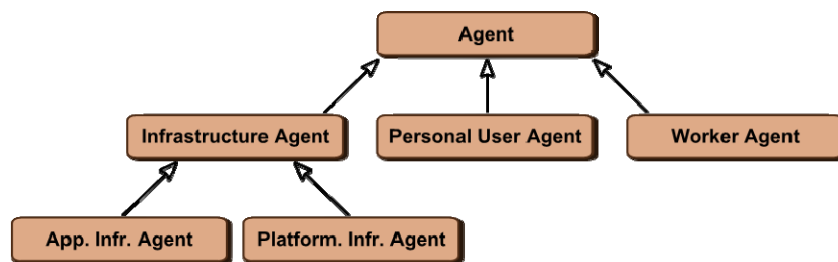 Agent
Infrastructure Agent
Personal User Agent
Worker Agent
App. Infr. Agent
Platform. Infr. Agent